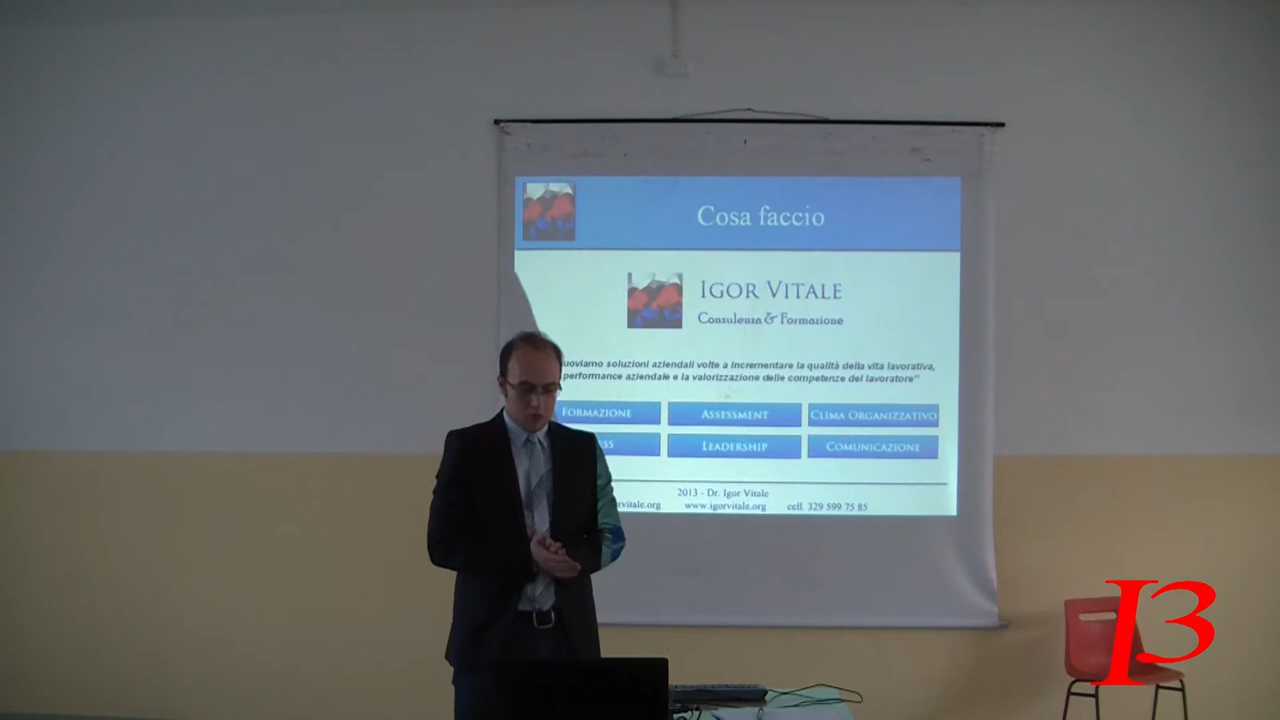 Cosa faccio
IGOR VITALE
Consulenza & Formazione
soluzioni aziendali volte a incrementare la qualità della vita lavorativa,
performance aziendale e la valorizzazione delle competenze del lavoratore"
FORMAZIONE ASSESSMENT CLIMA ORGANIZZATIVO
LEADERSHIP COMUNICAZIONE
2013 - Dr. Igor Vitale
www.igorvitale.org cell. 329 599 75 85
13